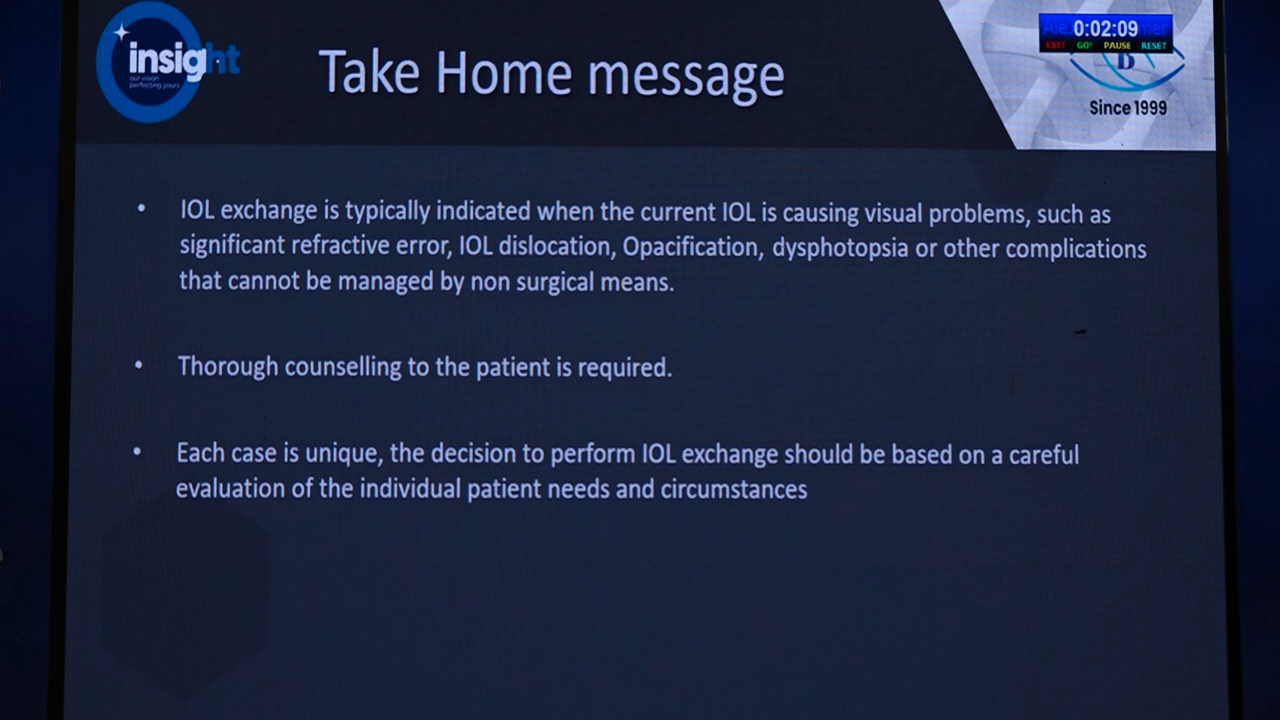 insight
our vision
perfecting yours
Take Home message
0:02:09
EXIT GO! PAUSE RESET
D
Since 1999
• IOL exchange is typically indicated when the current IOL is causing visual problems, such as
significant refractive error, IOL dislocation, Opacification, dysphotopsia or other complications
that cannot be managed by non surgical means.
• Thorough counselling to the patient is required.
• Each case is unique, the decision to perform IOL exchange should be based on a careful
evaluation of the individual patient needs and circumstances